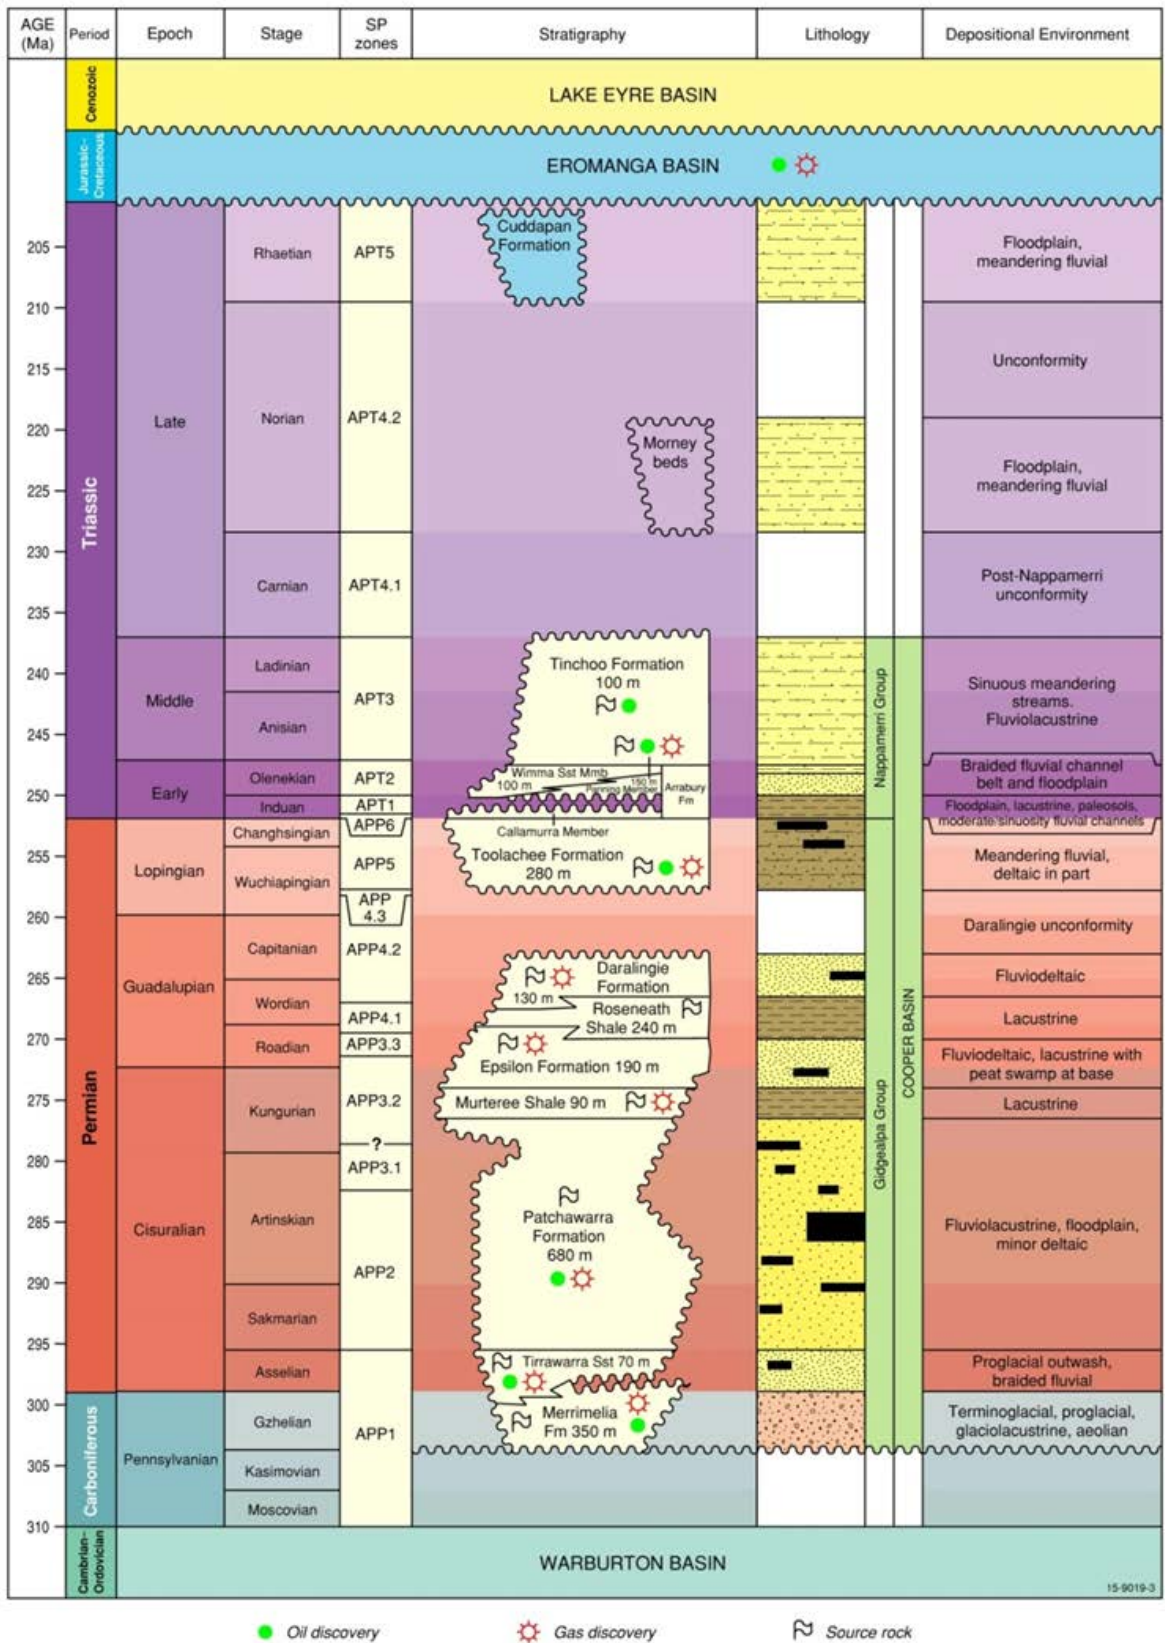 AGE
(Ma)
Period
Epoch
Stage
SP
zones
Stratigraphy
Lithology
Depositional Environment
Cenozoic
LAKE EYRE BASIN
Jurassic–
Cretaceous
EROMANGA BASIN
205
210
215
220
225
230
235
240
245
250
255
260
265
270
275
280
285
290
295
300
305
310
Triassic
Permian
Carboniferous
Cambrian–
Ordovician
Late
Middle
Early
Lopingian
Guadalupian
Cisuralian
Pennsylvanian
Rhaetian
Norian
Carnian
Ladinian
Anisian
Olenekian
Induan
Changhsingian
Wuchiapingian
Capitanian
Wordian
Roadian
Kungurian
Artinskian
Sakmarian
Asselian
Gzhelian
Kasimovian
Moscovian
APT5
APT4.2
APT4.1
APT3
APT2
APT1
APP6
APP5
APP
4.3
APP4.2
APP4.1
APP3.3
APP3.2
?
APP3.1
APP2
APP1
Cuddapan
Formation
Morney
beds
Tinchoo Formation
100 m
Wimma Sst Mmb
100 m
150 m
Panning Member
Arrabury
Fm
Callamurra Member
Toolachee Formation
280 m
Daralingie
Formation
130 m
Roseneath
Shale 240 m
Epsilon Formation 190 m
Murteree Shale 90 m
Patchawarra
Formation
680 m
Tirrawarra Sst 70 m
Merrimelia
Fm 350 m
Nappamerri Group
Gidgealpa Group
COOPER BASIN
Floodplain,
meandering fluvial
Unconformity
Floodplain,
meandering fluvial
Post-Nappamerri
unconformity
Sinuous meandering
streams.
Fluviolacustrine
Braided fluvial channel
belt and floodplain
Floodplain, lacustrine, paleosols,
moderate/sinuosity fluvial channels
Meandering fluvial,
deltaic in part
Daralingie unconformity
Fluviodeltaic
Lacustrine
Fluviodeltaic, lacustrine with
peat swamp at base
Lacustrine
Fluviolacustrine, floodplain,
minor deltaic
Proglacial outwash,
braided fluvial
Terminoglacial, proglacial,
glaciolacustrine, aeolian
WARBURTON BASIN
15-9019-3
Oil discovery
Gas discovery
Source rock